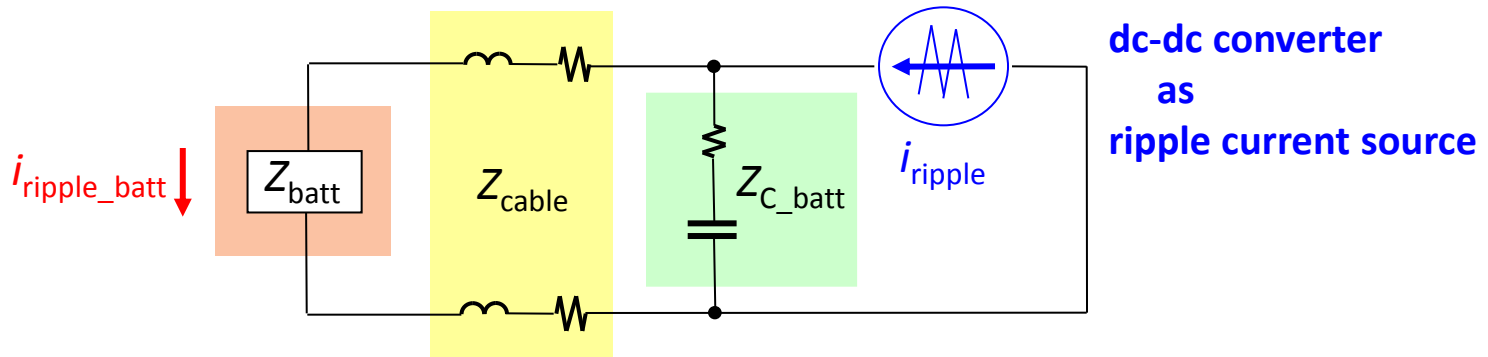 dc-dc converter
as
ripple current source
i_ripple_batt
Z_batt
Z_cable
Z_C_batt
i_ripple